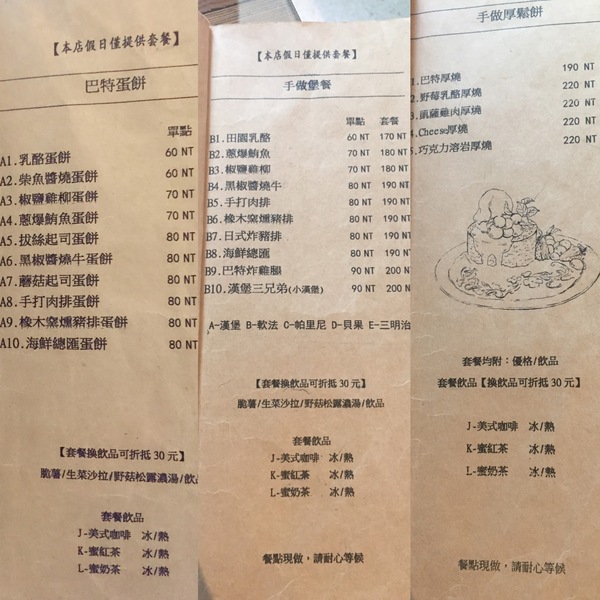 【本店假日僅提供套餐】
巴特蛋餅
單點
A1.乳酪蛋餅 60 NT
A2.柴魚醬燒蛋餅 60 NT
A3.椒鹽雞柳蛋餅 70 NT
A4.蔥爆鮪魚蛋餅 70 NT
A5.拔絲起司蛋餅 80 NT
A6.黑椒醬燒牛蛋餅 80 NT
A7.蘑菇起司蛋餅 80 NT
A8.手打肉排蛋餅 80 NT
A9.橡木窯燻豬排蛋餅 80 NT
A10.海鮮總匯蛋餅 80 NT
【套餐換飲品可折抵 30 元】
脆薯/生菜沙拉/野菇松露濃湯/飲
套餐飲品
J-美式咖啡 冰/熱
K-蜜紅茶 冰/熱
L-蜜奶茶 冰/熱
【本店假日僅提供套餐】
手做堡餐
單點 套餐
B1.田園乳酪 60 NT 170 NT
B2.蔥爆鮪魚 70 NT 180 NT
B3.椒鹽雞柳 70 NT 180 NT
B4.黑椒醬燒牛 80 NT 190 NT
B5.手打肉排 80 NT 190 NT
B6.橡木窯燻豬排 80 NT 190 NT
B7.日式炸豬排 80 NT 190 NT
B8.海鮮總匯 80 NT 190 NT
B9.巴特炸雞腿 90 NT 200 N
B10.漢堡三兄弟(小漢堡) 90 NT 200 N
A-漢堡 B-軟法 C-帕里尼 D-貝果 E-三明治
【套餐換飲品可折抵 30 元】
脆薯/生菜沙拉/野菇松露濃湯/飲品
套餐飲品
J-美式咖啡 冰/熱
K-蜜紅茶 冰/熱
L-蜜奶茶 冰/熱
餐點現做，請耐心等候
手做厚鬆餅
1.巴特厚燒 190 NT
2.野莓乳酪厚燒 220 NT
3.凱薩雞肉厚燒 220 NT
4.Cheese厚燒 220 NT
5.巧克力溶岩厚燒 220 NT
套餐均附：優格/飲品
套餐飲品【換飲品可折抵 30 元】
J-美式咖啡 冰/熱
K-蜜紅茶 冰/熱
L-蜜奶茶 冰/熱
餐點現做，請耐心等候